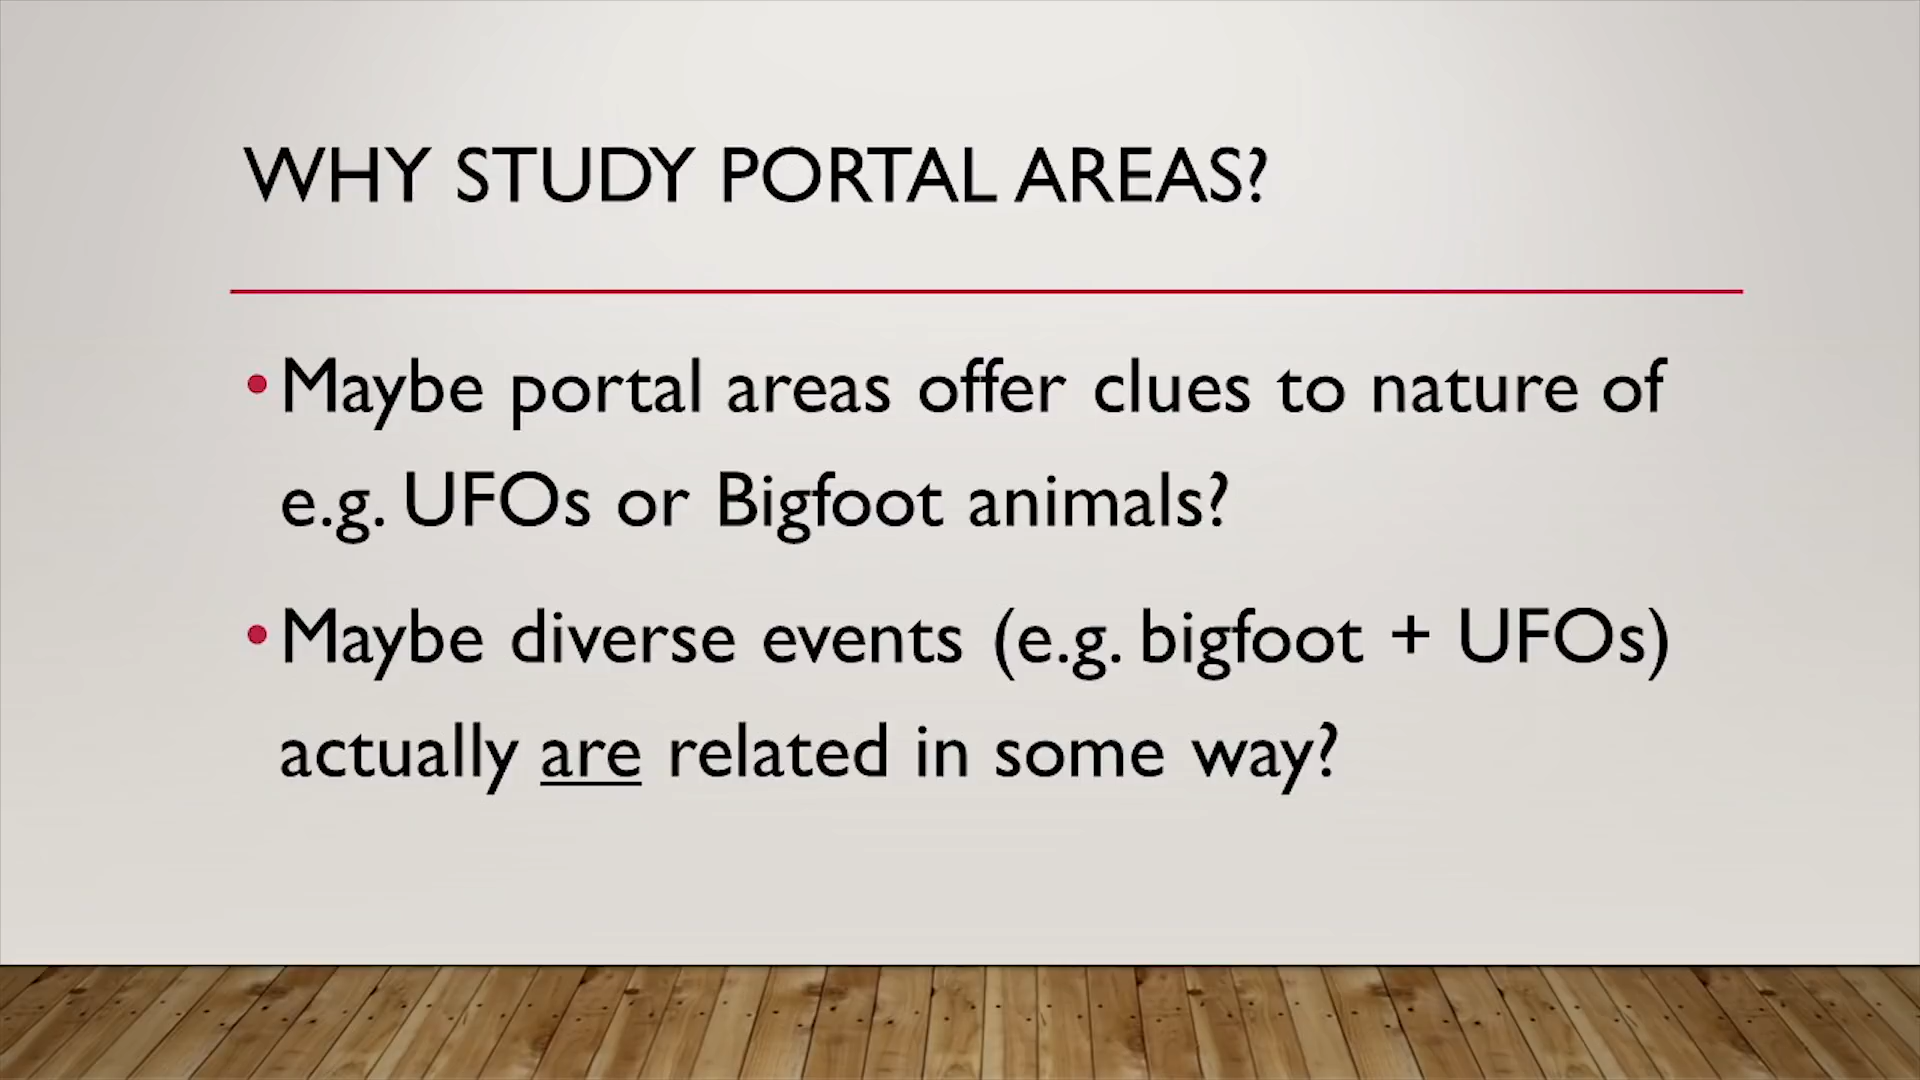 WHY STUDY PORTAL AREAS?
• Maybe portal areas offer clues to nature of
e.g. UFOs or Bigfoot animals?
• Maybe diverse events (e.g. bigfoot + UFOs)
actually are related in some way?